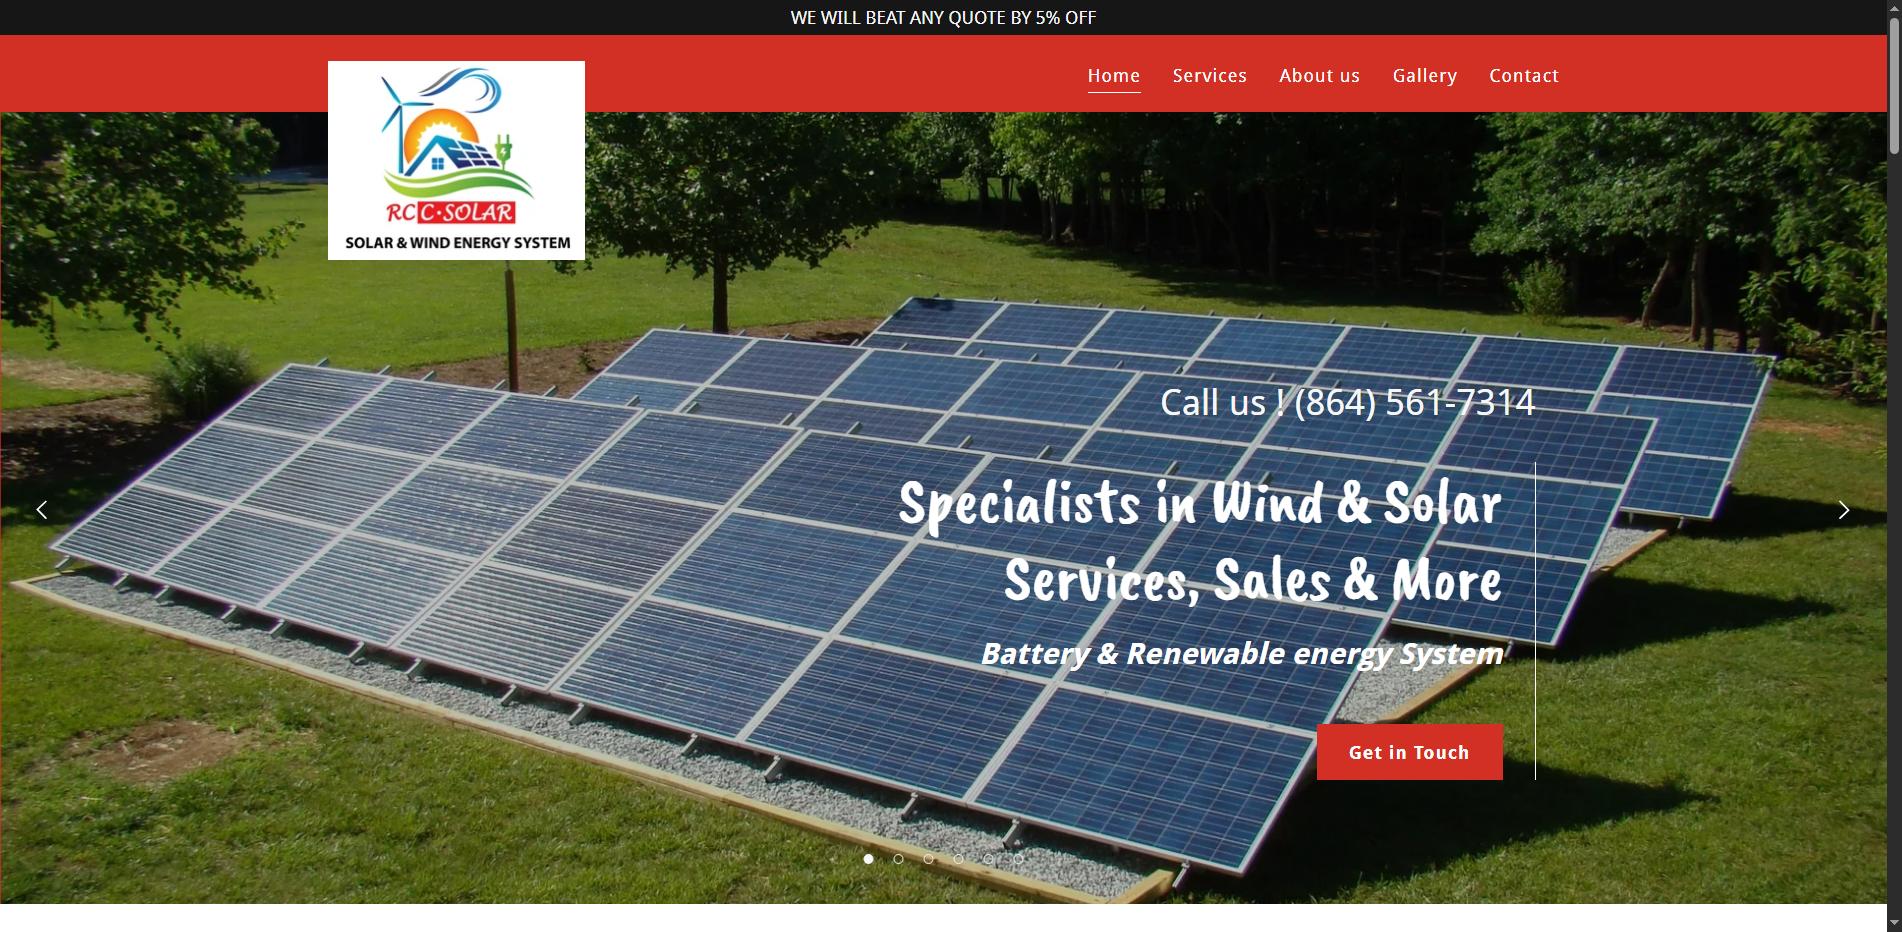 WE WILL BEAT ANY QUOTE BY 5% OFF
Home Services About us Gallery Contact
RCC·SOLAR
SOLAR & WIND ENERGY SYSTEM
Call us ! (864) 561-7314
Specialists in Wind & Solar
Services, Sales & More
Battery & Renewable energy System
Get in Touch